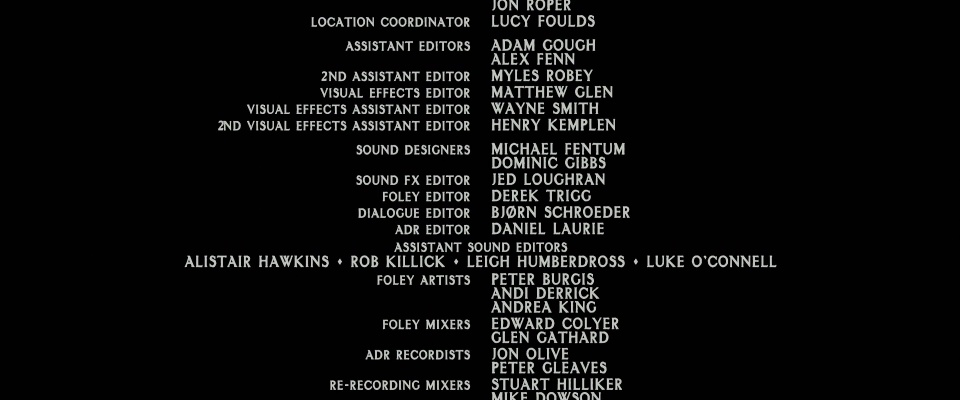 JON ROPER
LOCATION COORDINATOR LUCY FOULDS
ASSISTANT EDITORS ADAM GOUGH
ALEX FENN
2ND ASSISTANT EDITOR MYLES ROBEY
VISUAL EFFECTS EDITOR MATTHEW GLEN
VISUAL EFFECTS ASSISTANT EDITOR WAYNE SMITH
2ND VISUAL EFFECTS ASSISTANT EDITOR HENRY KEMPLEN
SOUND DESIGNERS MICHAEL FENTUM
DOMINIC GIBBS
SOUND FX EDITOR JED LOUGHRAN
FOLEY EDITOR DEREK TRIGG
DIALOGUE EDITOR BJØRN SCHROEDER
ADR EDITOR DANIEL LAURIE
ASSISTANT SOUND EDITORS
ALISTAIR HAWKINS ♦ ROB KILLICK ♦ LEIGH HUMBERDROSS ♦ LUKE O'CONNELL
FOLEY ARTISTS PETER BURGIS
ANDI DERRICK
ANDREA KING
FOLEY MIXERS EDWARD COLYER
GLEN GATHARD
ADR RECORDISTS JON OLIVE
PETER GLEAVES
RE-RECORDING MIXERS STUART HILLIKER
MIKE DOWSON